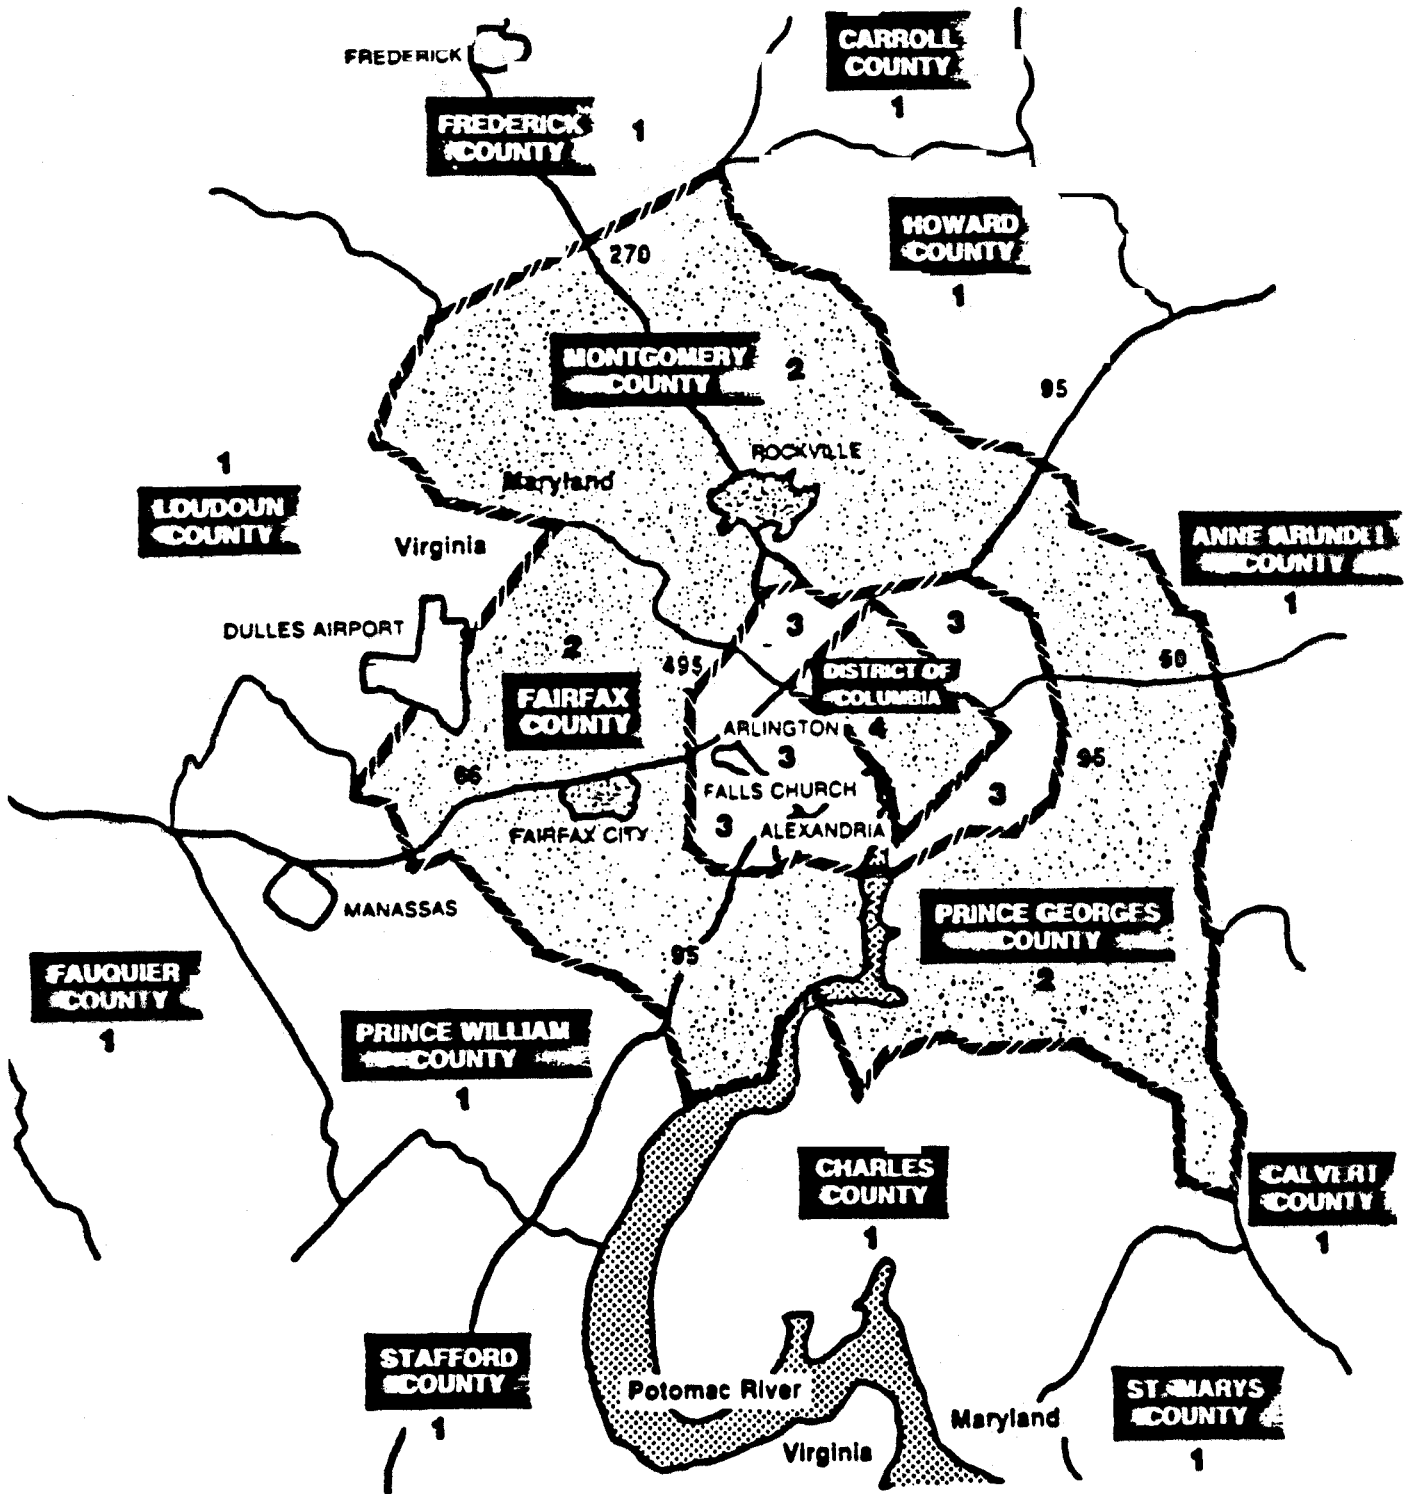 CARROLL
COUNTY
1
FREDERICK
FREDERICK
COUNTY
1
HOWARD
COUNTY
1
270
MONTGOMERY
COUNTY
2
95
ROCKVILLE
Maryland
1
LOUDOUN
COUNTY
Virginia
ANNE ARUNDEL
COUNTY
1
DULLES AIRPORT
3
3
2
495
50
FAIRFAX
COUNTY
DISTRICT OF
COLUMBIA
4
ARLINGTON
3
95
66
FALLS CHURCH
3
3
ALEXANDRIA
FAIRFAX CITY
MANASSAS
PRINCE GEORGES
COUNTY
2
95
FAUQUIER
COUNTY
1
PRINCE WILLIAM
COUNTY
1
CHARLES
COUNTY
1
CALVERT
COUNTY
1
STAFFORD
COUNTY
1
Potomac River
Virginia
Maryland
ST. MARYS
COUNTY
1